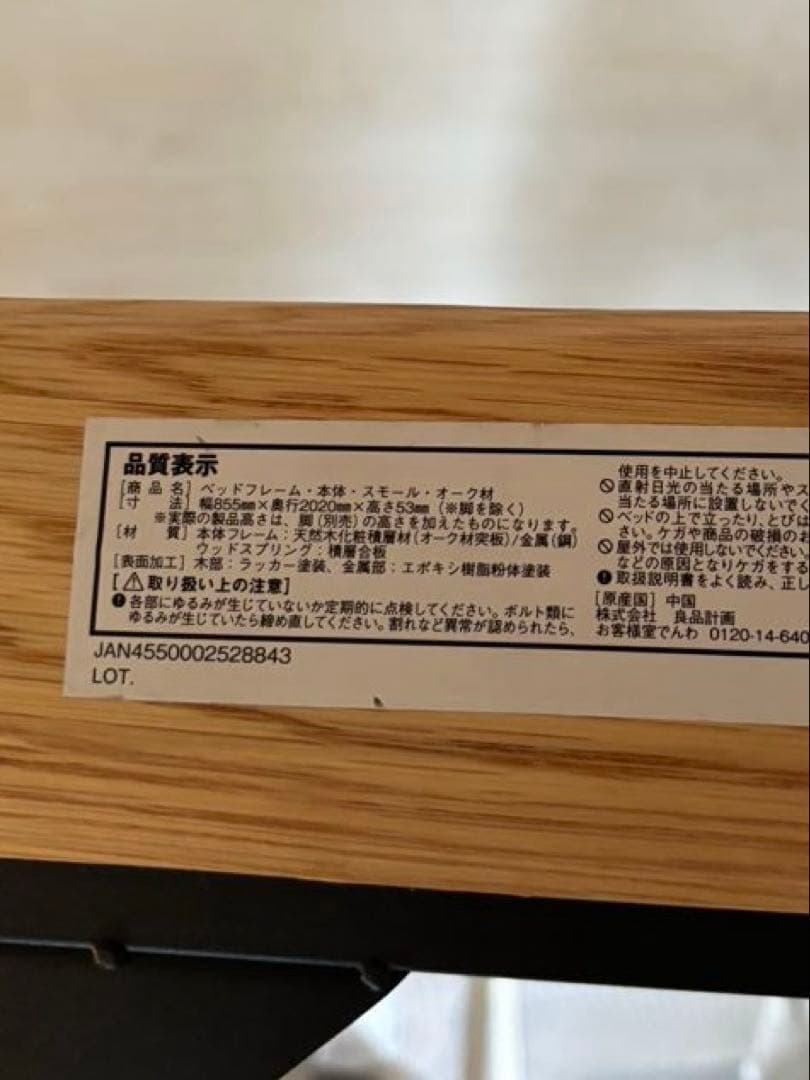 品質表示
[商品名] ベッドフレーム・本体・スモール・オーク材
[寸 法] 幅855mm×奥行2020mm×高さ53mm (※脚を除く)
※実際の製品高さは、脚(別売)の高さを加えたものになります。
[材 質] 本体フレーム:天然木化粧積層材(オーク材突板)/金属(鋼)
ウッドスプリング:積層合板
[表面加工] 木部:ラッカー塗装、金属部:エポキシ樹脂粉体塗装
[⚠取り扱い上の注意]
❗各部にゆるみが生じていないか定期的に点検してください。ボルト類に
ゆるみが生じていたら締め直してください。割れなど異常が認められたら、
使用を中止してください。
🚫直射日光の当たる場所やス
当たる場所に設置しないでく
🚫ベッドの上で立ったり、とびは
さい。ケガや商品の破損のお
🚫屋外では使用しないでください。
などの原因となりケガをする
❗取扱説明書をよく読み、正し
[原産国] 中国
株式会社 良品計画
お客様室でんわ 0120-14-640
JAN4550002528843
LOT.